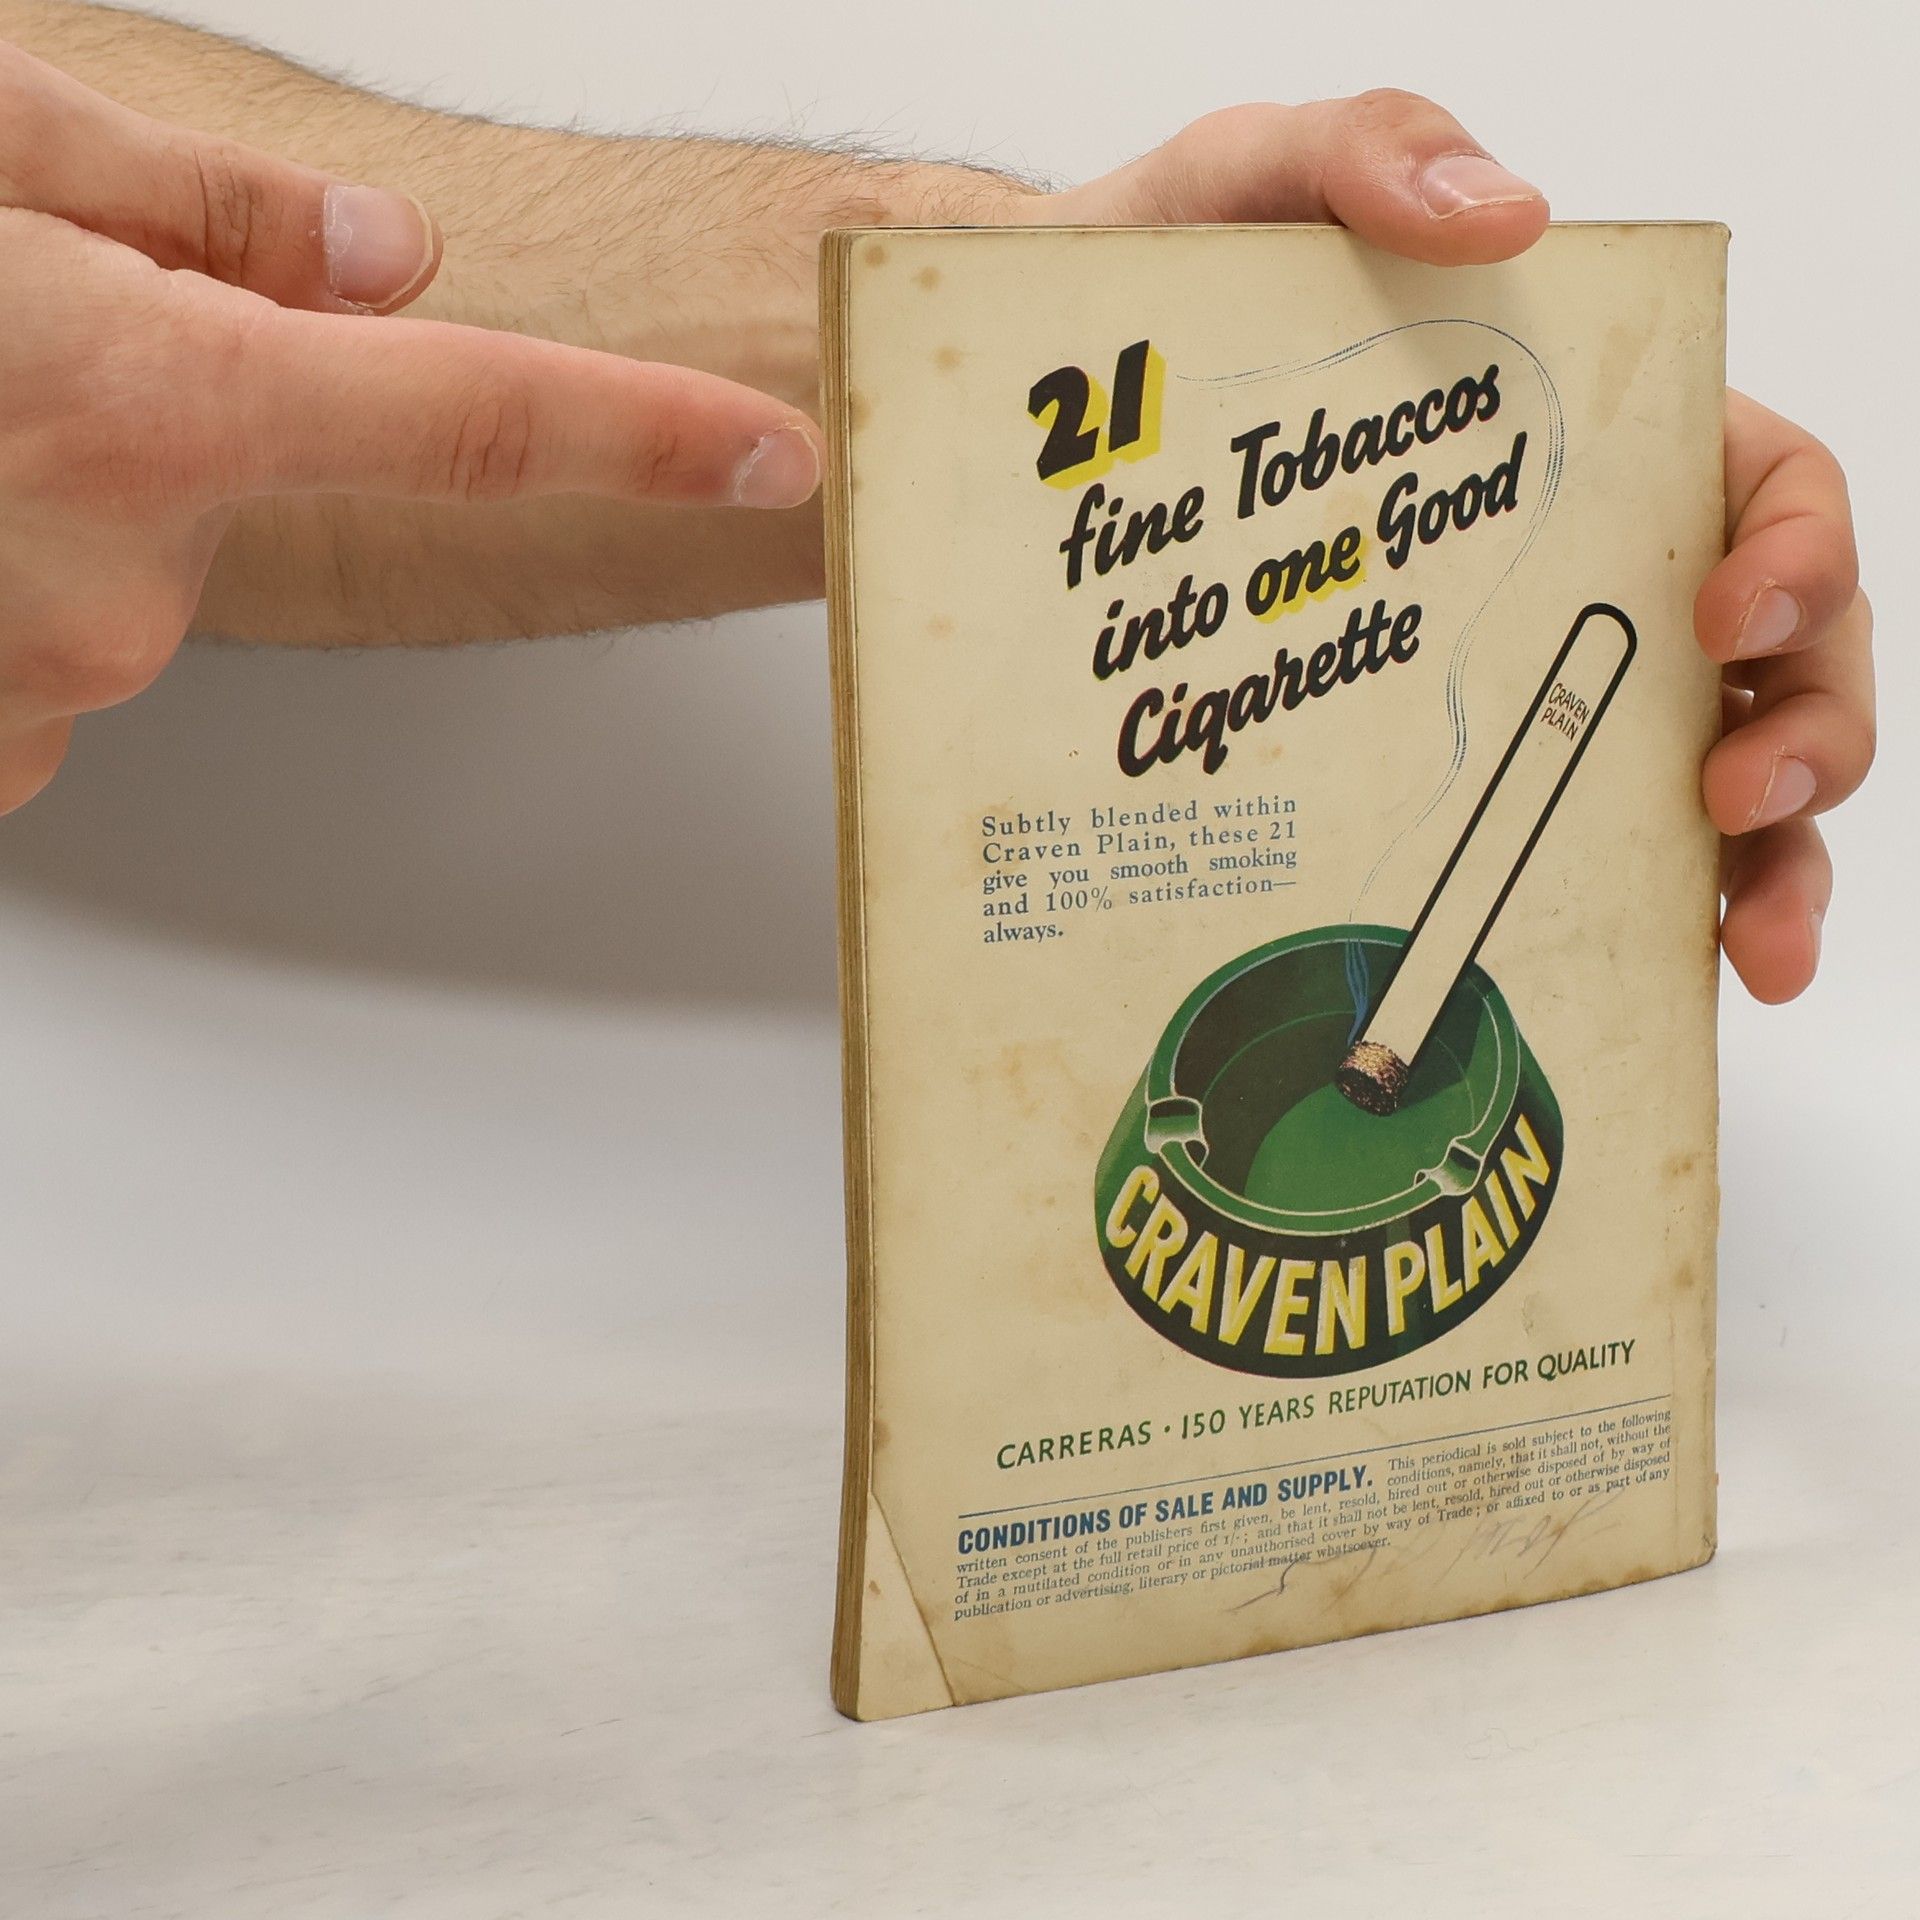 21
fine Tobaccos
into one Good
Cigarette
CRAVEN
PLAIN
Subtly blended within
Craven Plain, these 21
give you smooth smoking
and 100% satisfaction—
always.
CRAVEN PLAIN
CARRERAS · 150 YEARS REPUTATION FOR QUALITY
CONDITIONS OF SALE AND SUPPLY. This periodical is sold subject to the following
conditions, namely, that it shall not, without the
written consent of the publishers first given, be lent, resold, hired out or otherwise disposed of by way of
Trade except at the full retail price of 1/-; and that it shall not be lent, resold, hired out or otherwise disposed
of in a mutilated condition or in any unauthorised cover by way of Trade; or affixed to or as part of any
publication or advertising, literary or pictorial matter whatsoever.